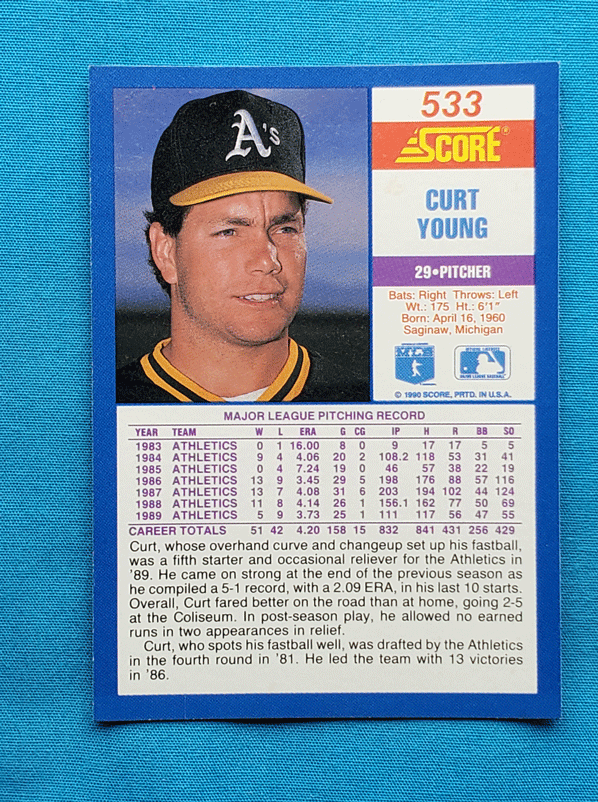 A's
533
SCORE®
CURT
YOUNG
29•PITCHER
Bats: Right Throws: Left
Wt.: 175 Ht.: 6'1"
Born: April 16, 1960
Saginaw, Michigan
MLB
MAJOR LEAGUE BASEBALL
© 1990 SCORE, PRTD. IN U.S.A.
MAJOR LEAGUE PITCHING RECORD
YEAR TEAM W L ERA G CG IP H R BB SO
1983 ATHLETICS 0 1 16.00 8 0 9 17 17 5 5
1984 ATHLETICS 9 4 4.06 20 2 108.2 118 53 31 41
1985 ATHLETICS 0 4 7.24 19 0 46 57 38 22 19
1986 ATHLETICS 13 9 3.45 29 5 198 176 88 57 116
1987 ATHLETICS 13 7 4.08 31 6 203 194 102 44 124
1988 ATHLETICS 11 8 4.14 26 1 156.1 162 77 50 69
1989 ATHLETICS 5 9 3.73 25 1 111 117 56 47 55
CAREER TOTALS 51 42 4.20 158 15 832 841 431 256 429
Curt, whose overhand curve and changeup set up his fastball,
was a fifth starter and occasional reliever for the Athletics in
'89. He came on strong at the end of the previous season as
he compiled a 5-1 record, with a 2.09 ERA, in his last 10 starts.
Overall, Curt fared better on the road than at home, going 2-5
at the Coliseum. In post-season play, he allowed no earned
runs in two appearances in relief.
Curt, who spots his fastball well, was drafted by the Athletics
in the fourth round in '81. He led the team with 13 victories
in '86.